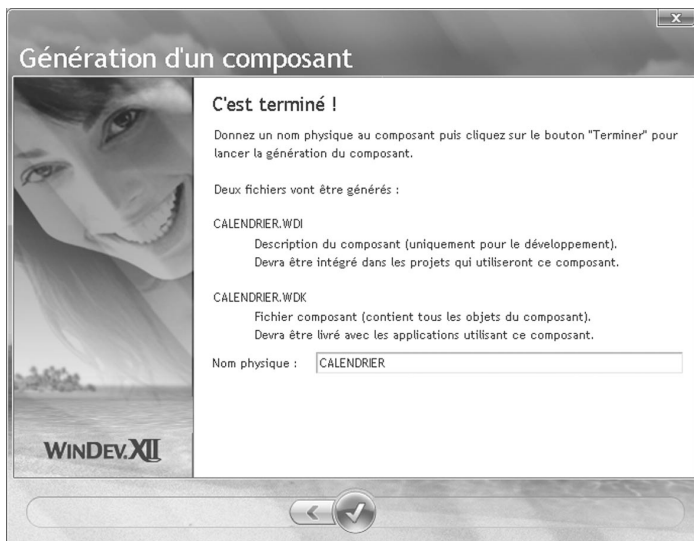 Génération d'un composant
C'est terminé !
Donnez un nom physique au composant puis cliquez sur le bouton "Terminer" pour
lancer la génération du composant.
Deux fichiers vont être générés :
CALENDRIER.WDI
Description du composant (uniquement pour le développement).
Devra être intégré dans les projets qui utiliseront ce composant.
CALENDRIER.WDK
Fichier composant (contient tous les objets du composant).
Devra être livré avec les applications utilisant ce composant.
Nom physique : CALENDRIER
WINDEV.XII